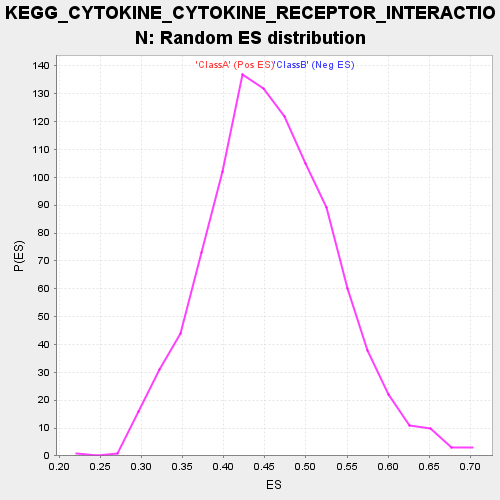 KEGG_CYTOKINE_CYTOKINE_RECEPTOR_INTERACTIO
N: Random ES distribution
'ClassA' (Pos ES)'ClassB' (Neg ES)
140
130
120
110
100
90
80
70
60
50
40
30
20
10
0
P(ES)
0.20 0.25 0.30 0.35 0.40 0.45 0.50 0.55 0.60 0.65 0.70
ES